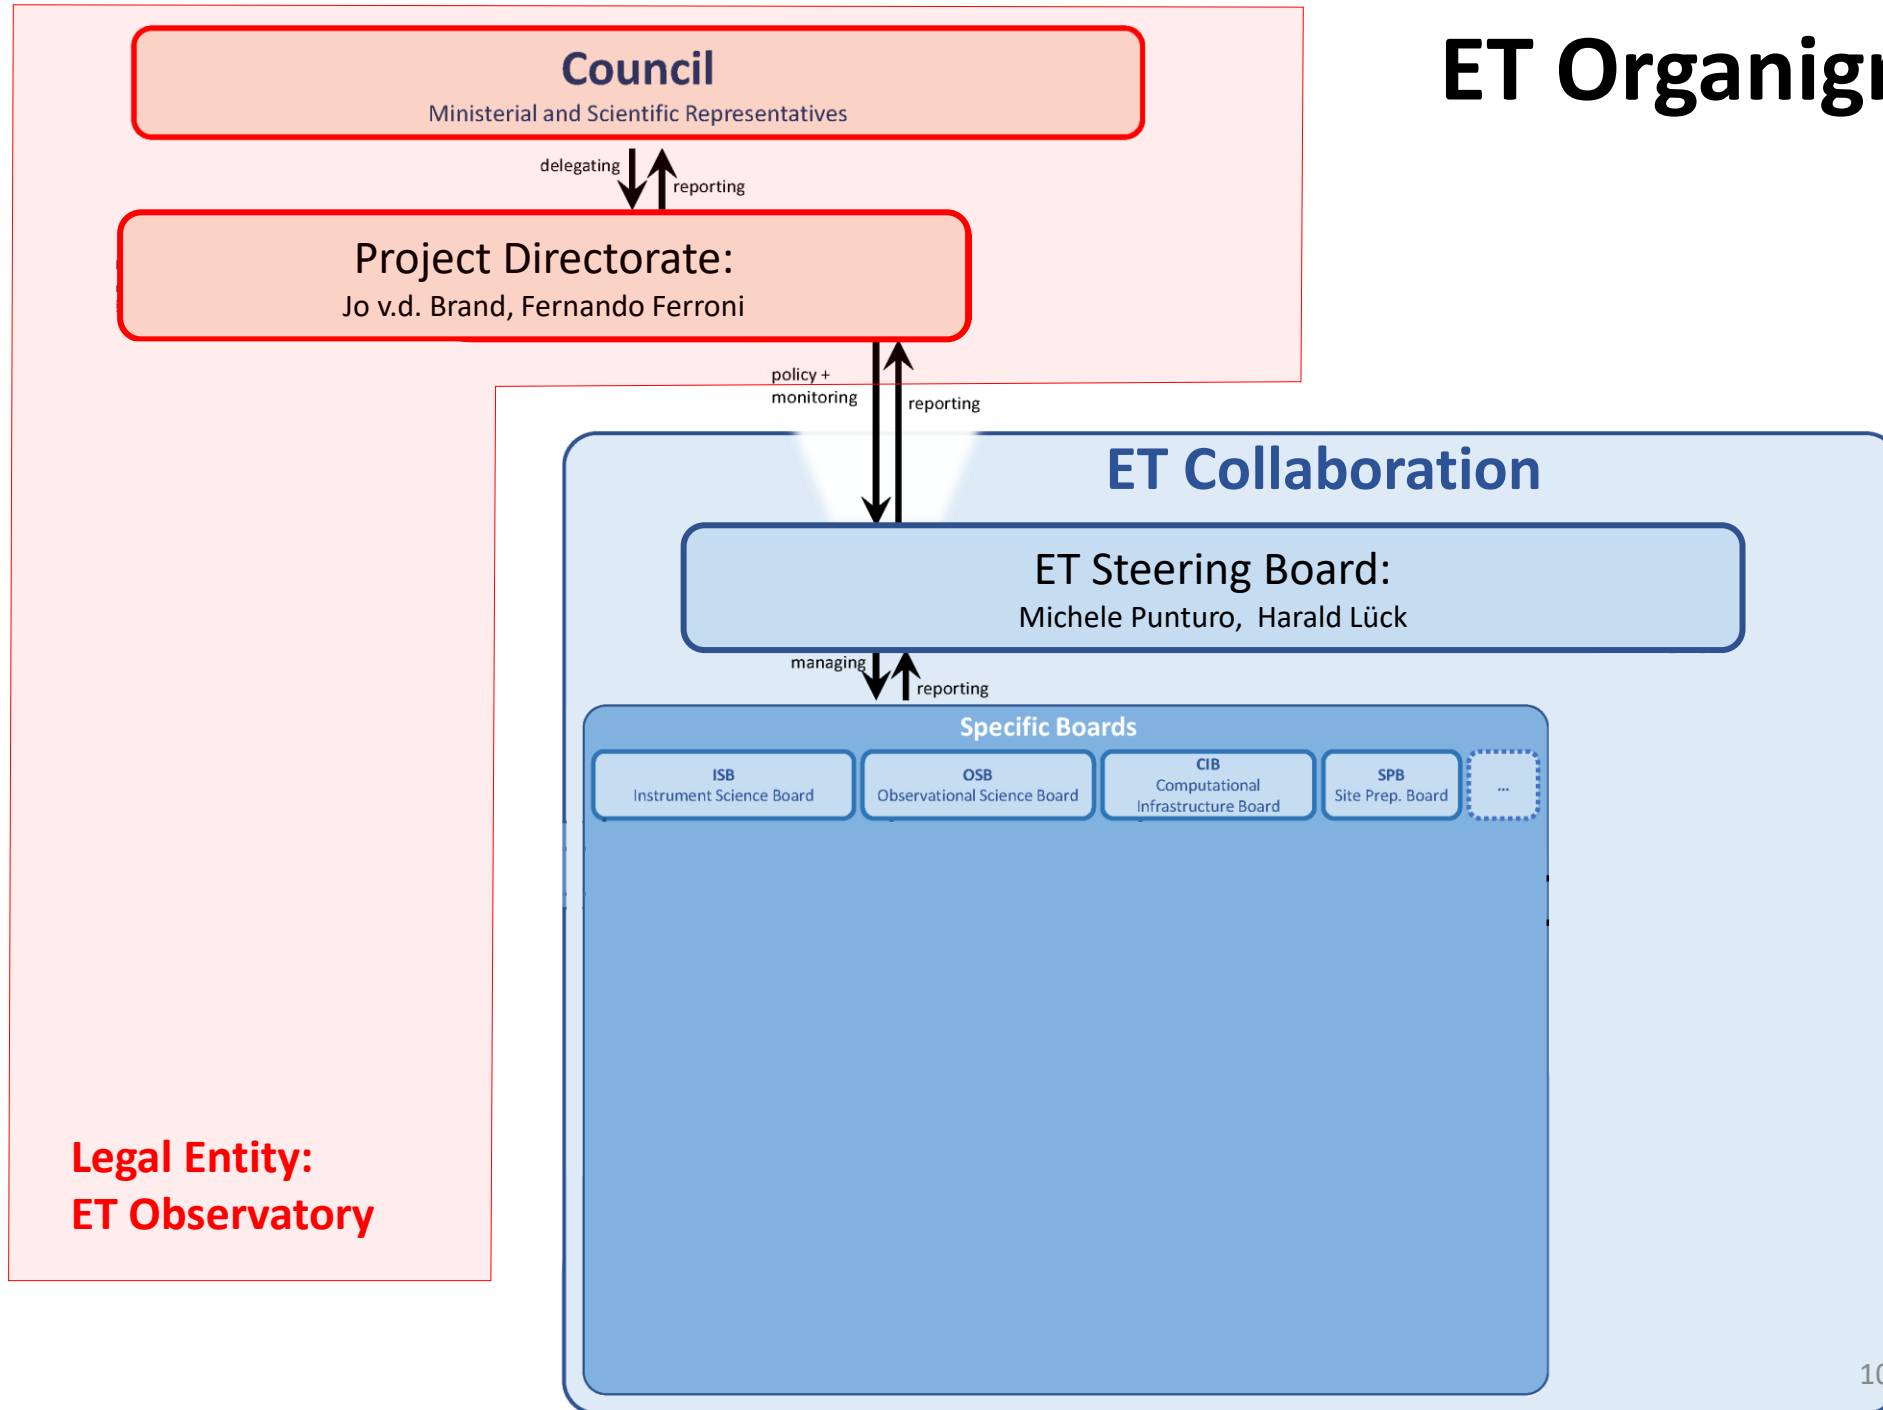 ET Organigr
Council
Ministerial and Scientific Representatives
delegating
reporting
Project Directorate:
Jo v.d. Brand, Fernando Ferroni
policy +
monitoring
reporting
ET Collaboration
ET Steering Board:
Michele Punturo, Harald Lück
managing
reporting
Specific Boards
ISB
Instrument Science Board
OSB
Observational Science Board
CIB
Computational
Infrastructure Board
SPB
Site Prep. Board
...
Legal Entity:
ET Observatory
10